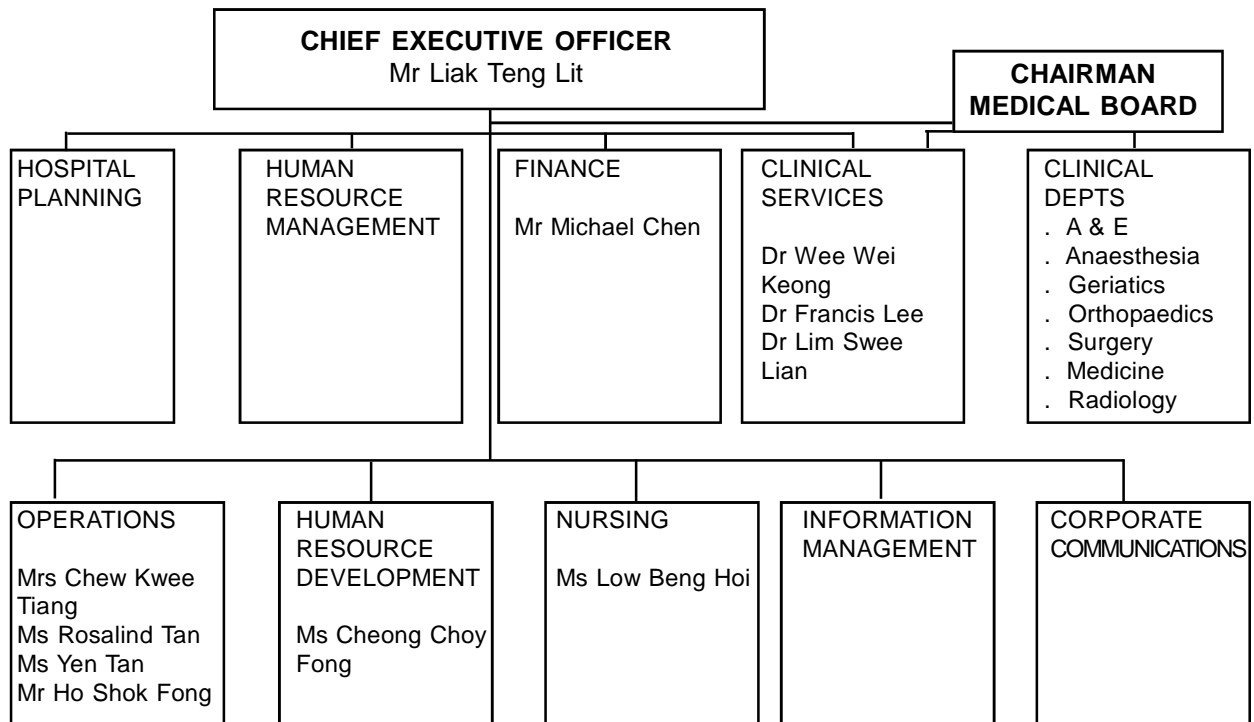 CHIEF EXECUTIVE OFFICER
Mr Liak Teng Lit
CHAIRMAN
MEDICAL BOARD
HOSPITAL
PLANNING
HUMAN
RESOURCE
MANAGEMENT
FINANCE
Mr Michael Chen
CLINICAL
SERVICES
Dr Wee Wei
Keong
Dr Francis Lee
Dr Lim Swee
Lian
CLINICAL
DEPTS
. A & E
. Anaesthesia
. Geriatics
. Orthopaedics
. Surgery
. Medicine
. Radiology
OPERATIONS
Mrs Chew Kwee
Tiang
Ms Rosalind Tan
Ms Yen Tan
Mr Ho Shok Fong
HUMAN
RESOURCE
DEVELOPMENT
Ms Cheong Choy
Fong
NURSING
Ms Low Beng Hoi
INFORMATION
MANAGEMENT
CORPORATE
COMMUNICATIONS